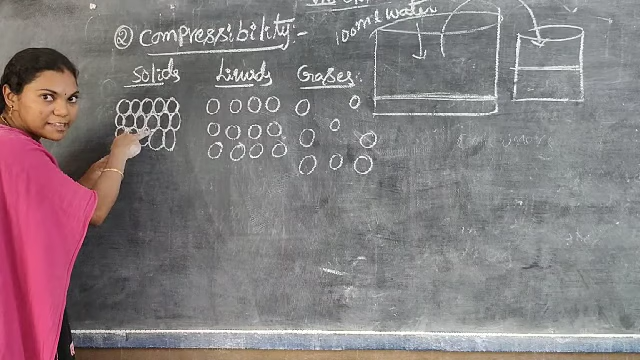 ② Compressibility:-
100ml water
Solids Liquids Gases: